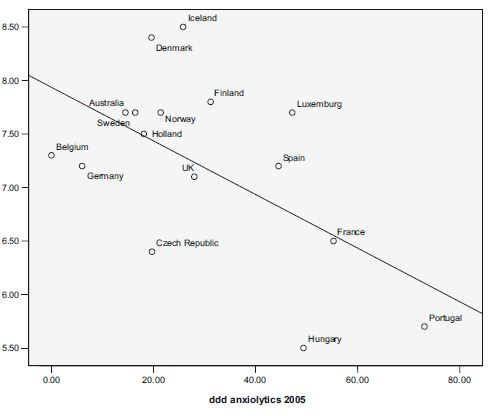 8.50
8.00
7.50
7.00
6.50
6.00
5.50
Iceland
Denmark
Finland
Australia
Luxemburg
Sweden
Norway
Holland
Belgium
Spain
UK
Germany
France
Czech Republic
Portugal
Hungary
0.00 20.00 40.00 60.00 80.00
ddd anxiolytics 2005